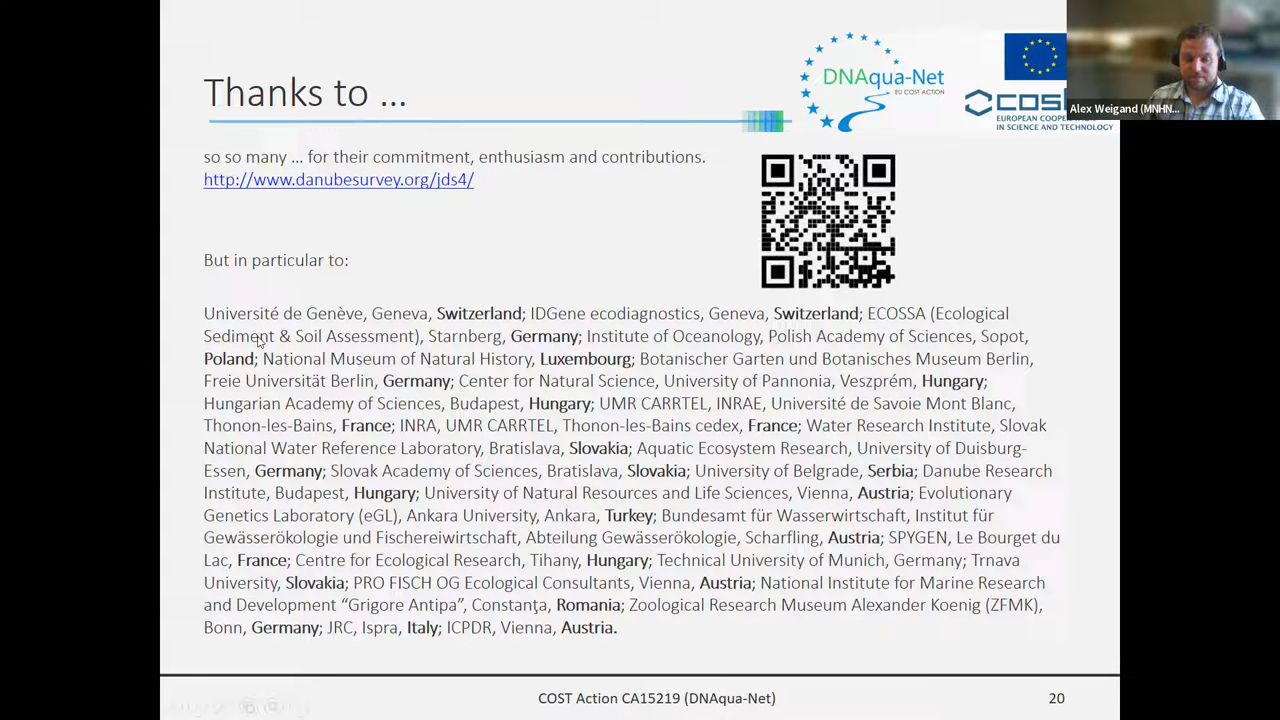 Thanks to ...
DNAqua-Net
EU COST ACTION
EUROPEAN
IN SCIENCE AND TECHNOLOGY
Alex Weigand (MNHN...
so so many ... for their commitment, enthusiasm and contributions.
http://www.danubesurvey.org/jds4/
But in particular to:
Université de Genève, Geneva, Switzerland; IDGene ecodiagnostics, Geneva, Switzerland; ECOSSA (Ecological
Sediment & Soil Assessment), Starnberg, Germany; Institute of Oceanology, Polish Academy of Sciences, Sopot,
Poland; National Museum of Natural History, Luxembourg; Botanischer Garten und Botanisches Museum Berlin,
Freie Universität Berlin, Germany; Center for Natural Science, University of Pannonia, Veszprém, Hungary;
Hungarian Academy of Sciences, Budapest, Hungary; UMR CARRTEL, INRAE, Université de Savoie Mont Blanc,
Thonon-les-Bains, France; INRA, UMR CARRTEL, Thonon-les-Bains cedex, France; Water Research Institute, Slovak
National Water Reference Laboratory, Bratislava, Slovakia; Aquatic Ecosystem Research, University of Duisburg-
Essen, Germany; Slovak Academy of Sciences, Bratislava, Slovakia; University of Belgrade, Serbia; Danube Research
Institute, Budapest, Hungary; University of Natural Resources and Life Sciences, Vienna, Austria; Evolutionary
Genetics Laboratory (eGL), Ankara University, Ankara, Turkey; Bundesamt für Wasserwirtschaft, Institut für
Gewässerökologie und Fischereiwirtschaft, Abteilung Gewässerökologie, Scharfling, Austria; SPYGEN, Le Bourget du
Lac, France; Centre for Ecological Research, Tihany, Hungary; Technical University of Munich, Germany; Trnava
University, Slovakia; PRO FISCH OG Ecological Consultants, Vienna, Austria; National Institute for Marine Research
and Development “Grigore Antipa”, Constanţa, Romania; Zoological Research Museum Alexander Koenig (ZFMK),
Bonn, Germany; JRC, Ispra, Italy; ICPDR, Vienna, Austria.
COST Action CA15219 (DNAqua-Net)
20